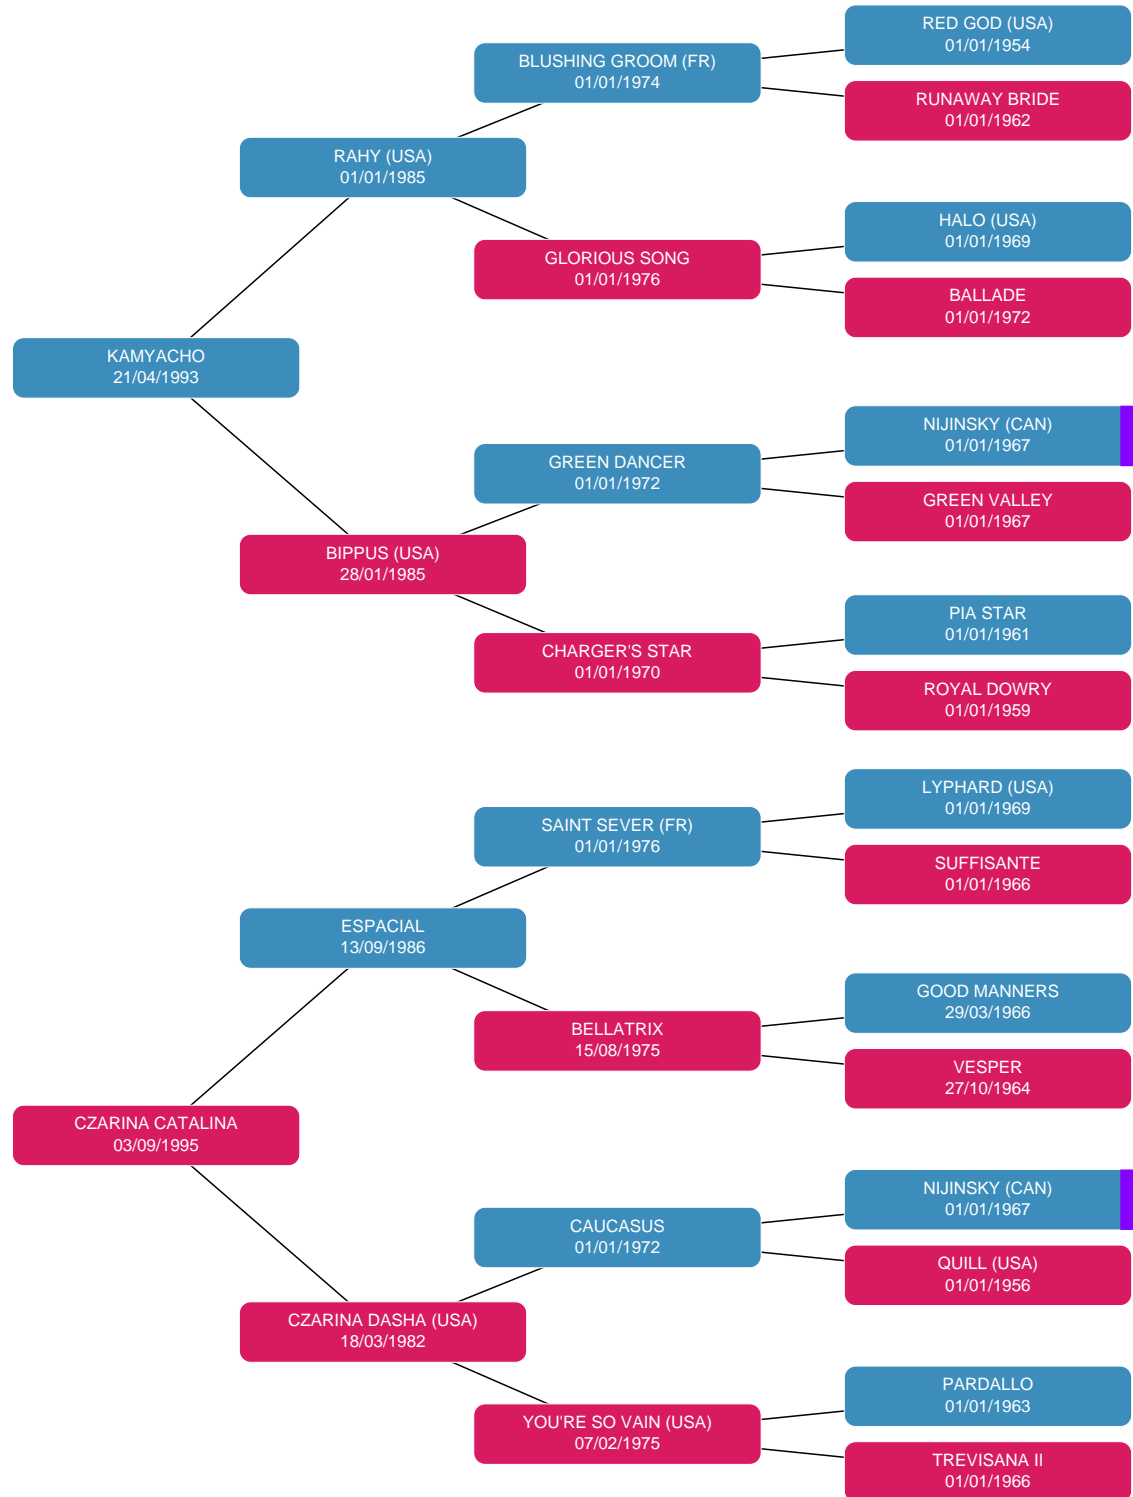 RED GOD (USA)
01/01/1954
BLUSHING GROOM (FR)
01/01/1974
RUNAWAY BRIDE
01/01/1962
RAHY (USA)
01/01/1985
HALO (USA)
01/01/1969
GLORIOUS SONG
01/01/1976
BALLADE
01/01/1972
KAMYACHO
21/04/1993
NIJINSKY (CAN)
01/01/1967
GREEN DANCER
01/01/1972
GREEN VALLEY
01/01/1967
BIPPUS (USA)
28/01/1985
PIA STAR
01/01/1961
CHARGER'S STAR
01/01/1970
ROYAL DOWRY
01/01/1959
LYPHARD (USA)
01/01/1969
SAINT SEVER (FR)
01/01/1976
SUFFISANTE
01/01/1966
ESPACIAL
13/09/1986
GOOD MANNERS
29/03/1966
BELLATRIX
15/08/1975
VESPER
27/10/1964
CZARINA CATALINA
03/09/1995
NIJINSKY (CAN)
01/01/1967
CAUCASUS
01/01/1972
QUILL (USA)
01/01/1956
CZARINA DASHA (USA)
18/03/1982
PARDALLO
01/01/1963
YOU'RE SO VAIN (USA)
07/02/1975
TREVISANA II
01/01/1966